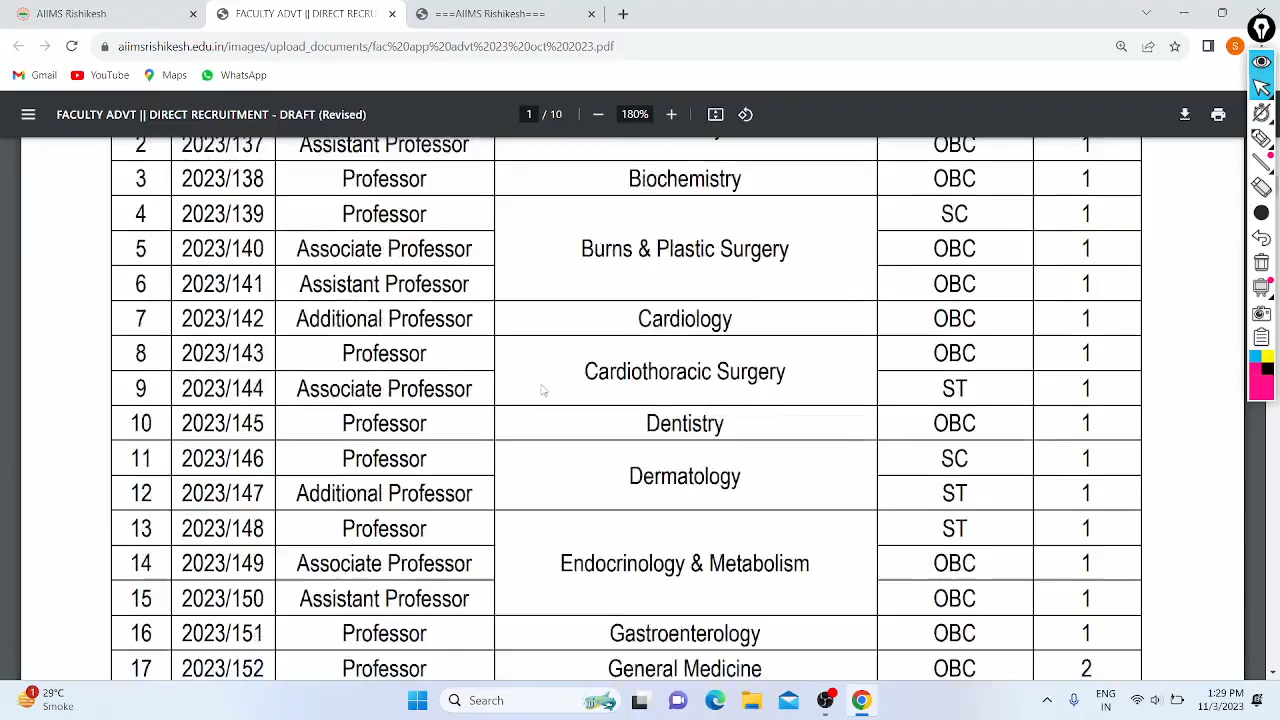 AIIMS Rishikesh
FACULTY ADVT || DIRECT RECRU
===AIIMS Rishikesh===
aiimsrishikesh.edu.in/images/upload_documents/fac%20app%20advt%2023%20oct%2023.pdf
Gmail YouTube Maps WhatsApp
S
FACULTY ADVT || DIRECT RECRUITMENT - DRAFT (Revised) 1 / 10 180%
2 2023/137 Assistant Professor OBC 1
3 2023/138 Professor Biochemistry OBC 1
4 2023/139 Professor SC 1
5 2023/140 Associate Professor Burns & Plastic Surgery OBC 1
6 2023/141 Assistant Professor OBC 1
7 2023/142 Additional Professor Cardiology OBC 1
8 2023/143 Professor OBC 1
Cardiothoracic Surgery
9 2023/144 Associate Professor ST 1
10 2023/145 Professor Dentistry OBC 1
11 2023/146 Professor SC 1
Dermatology
12 2023/147 Additional Professor ST 1
13 2023/148 Professor ST 1
14 2023/149 Associate Professor Endocrinology & Metabolism OBC 1
15 2023/150 Assistant Professor OBC 1
16 2023/151 Professor Gastroenterology OBC 1
17 2023/152 Professor General Medicine OBC 2
1 29°C
Smoke
Search
ENG
IN
1:29 PM
11/3/2023